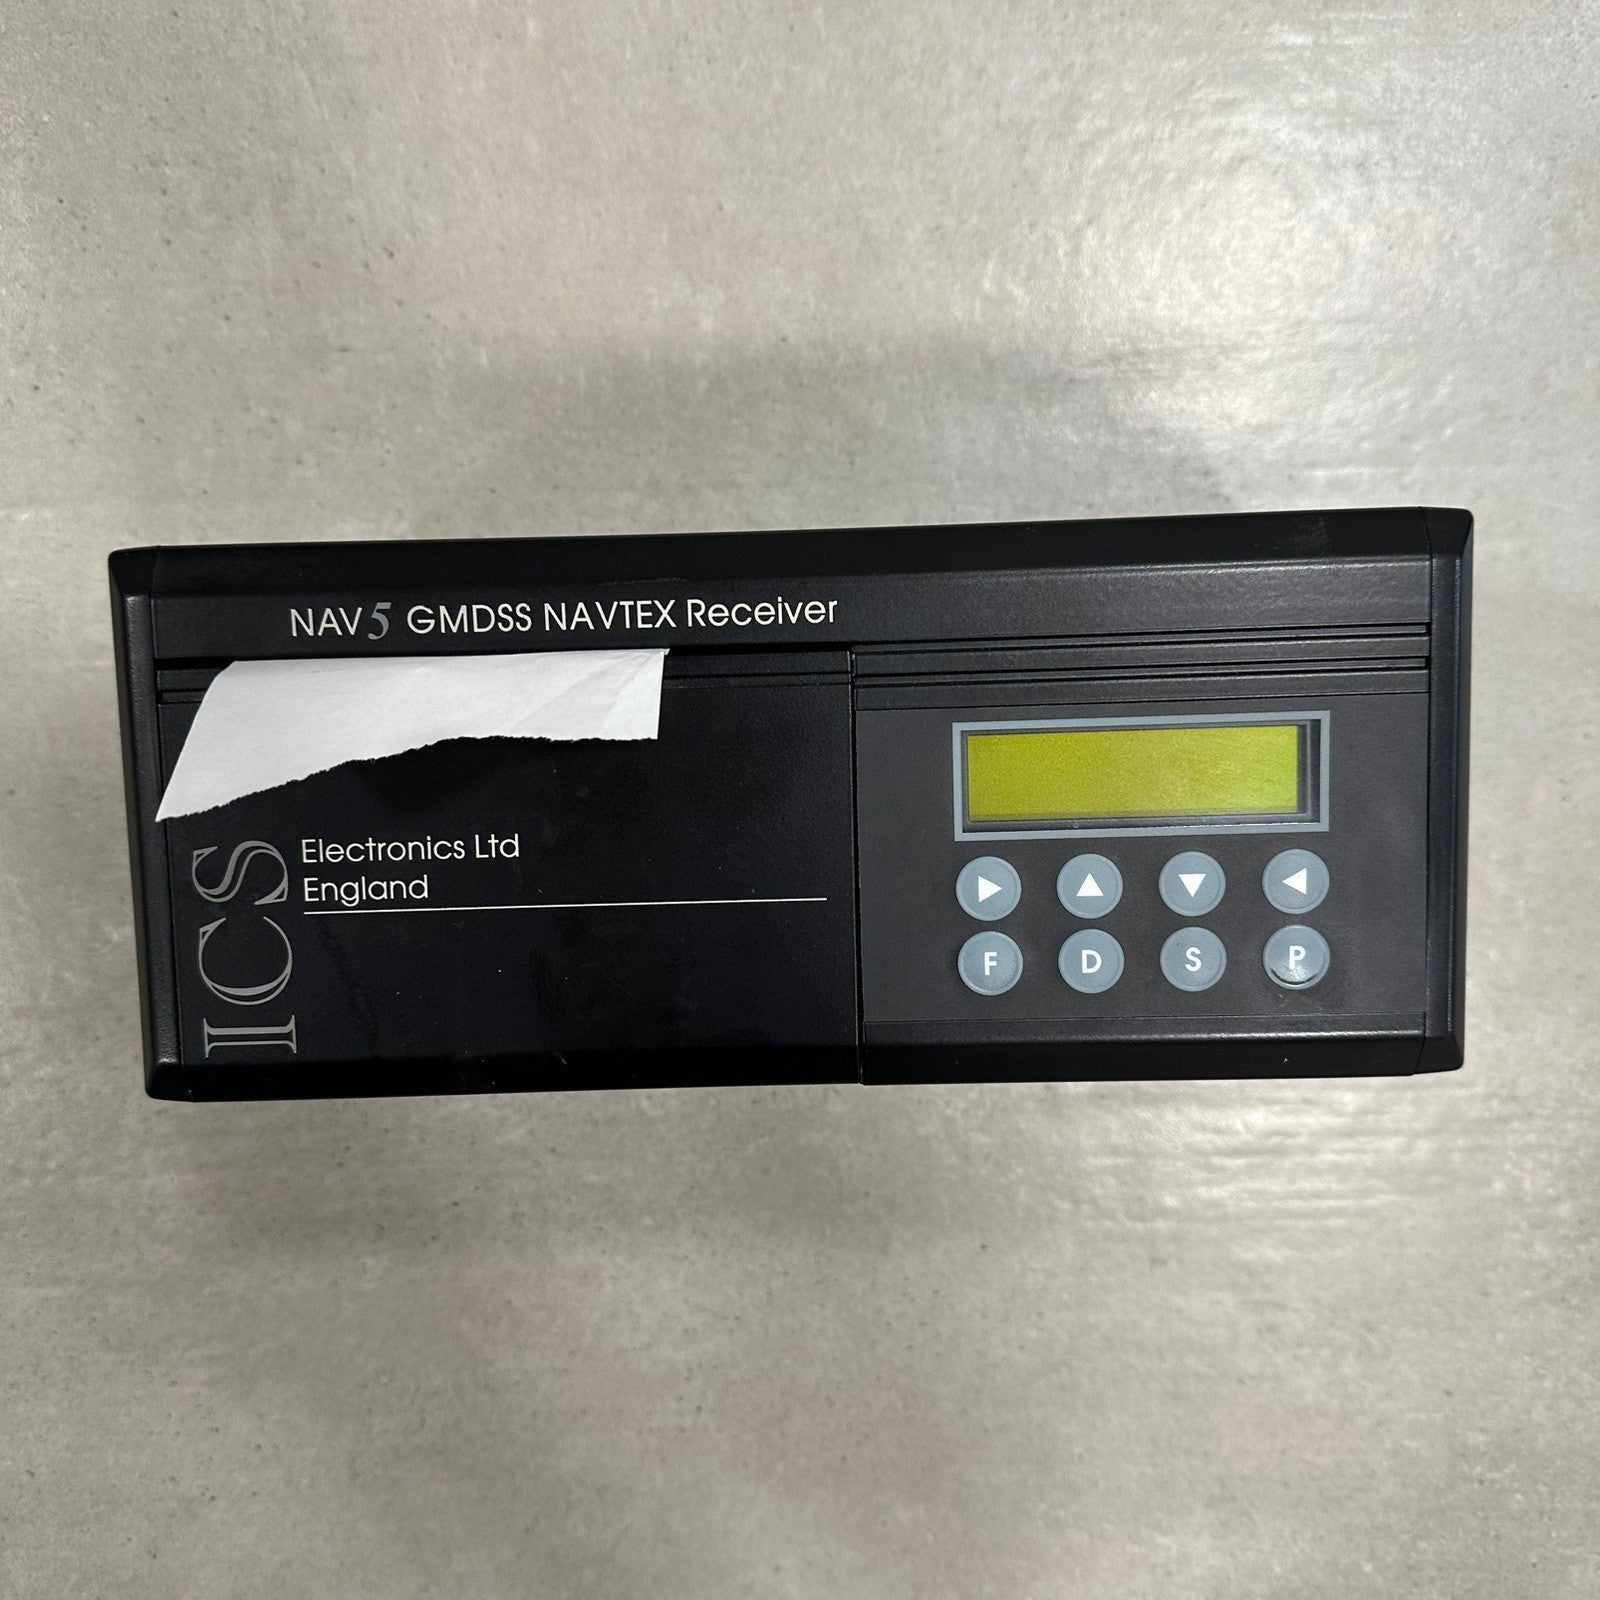 NAV5 GMDSS NAVTEX Receiver
ICS
Electronics Ltd
England
F D S P